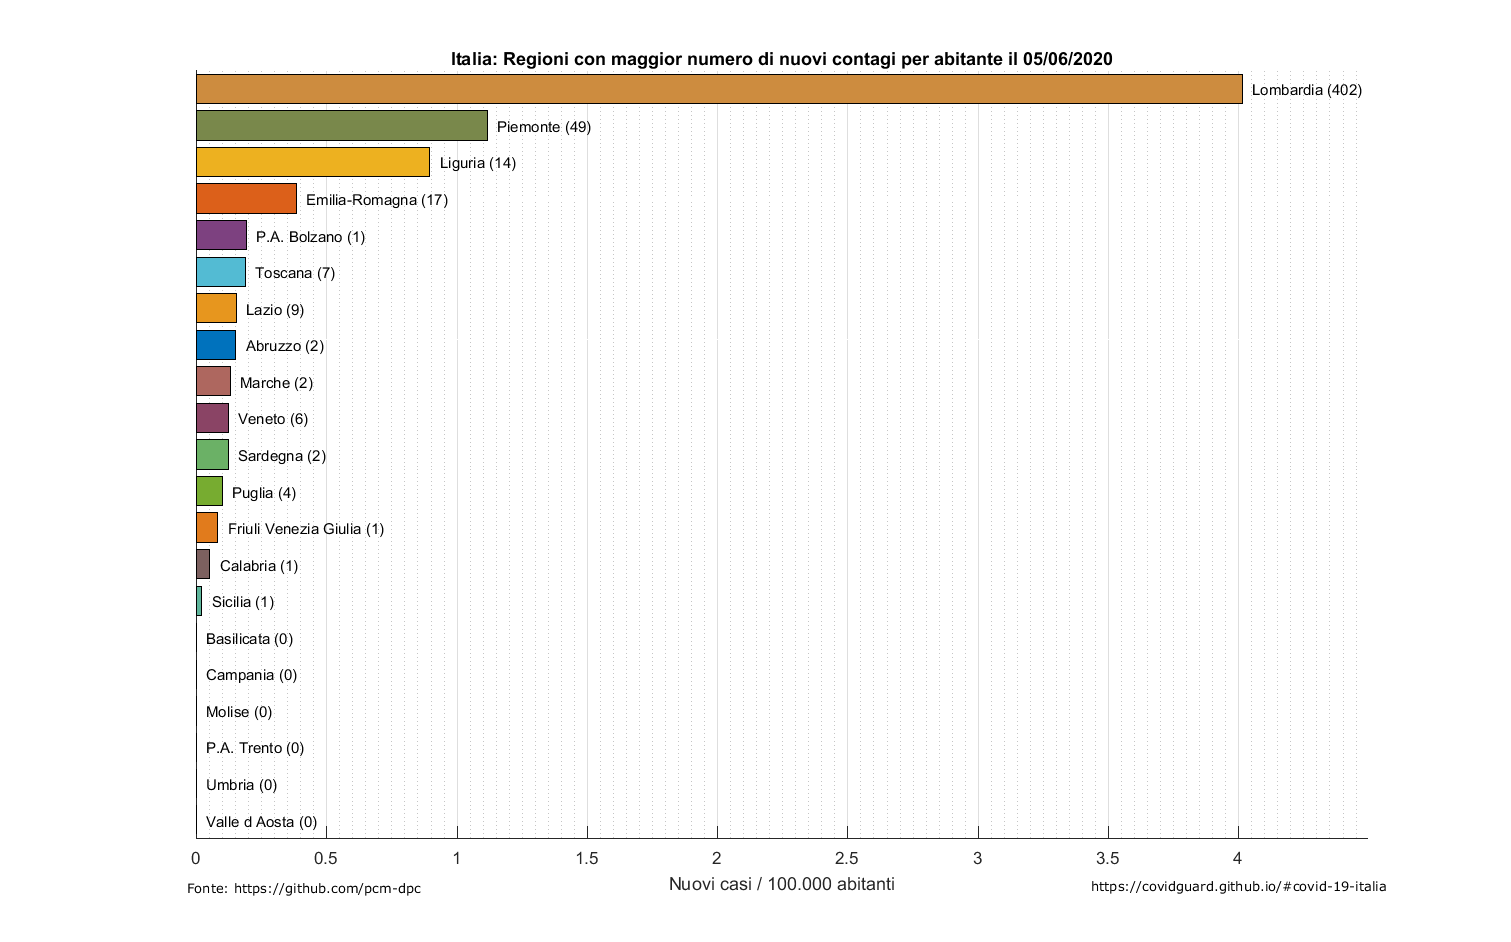 Italia: Regioni con maggior numero di nuovi contagi per abitante il 05/06/2020
Lombardia (402)
Piemonte (49)
Liguria (14)
Emilia-Romagna (17)
P.A. Bolzano (1)
Toscana (7)
Lazio (9)
Abruzzo (2)
Marche (2)
Veneto (6)
Sardegna (2)
Puglia (4)
Friuli Venezia Giulia (1)
Calabria (1)
Sicilia (1)
Basilicata (0)
Campania (0)
Molise (0)
P.A. Trento (0)
Umbria (0)
Valle d Aosta (0)
0 0.5 1 1.5 2 2.5 3 3.5 4
Nuovi casi / 100.000 abitanti
Fonte: https://github.com/pcm-dpc
https://covidguard.github.io/#covid-19-italia